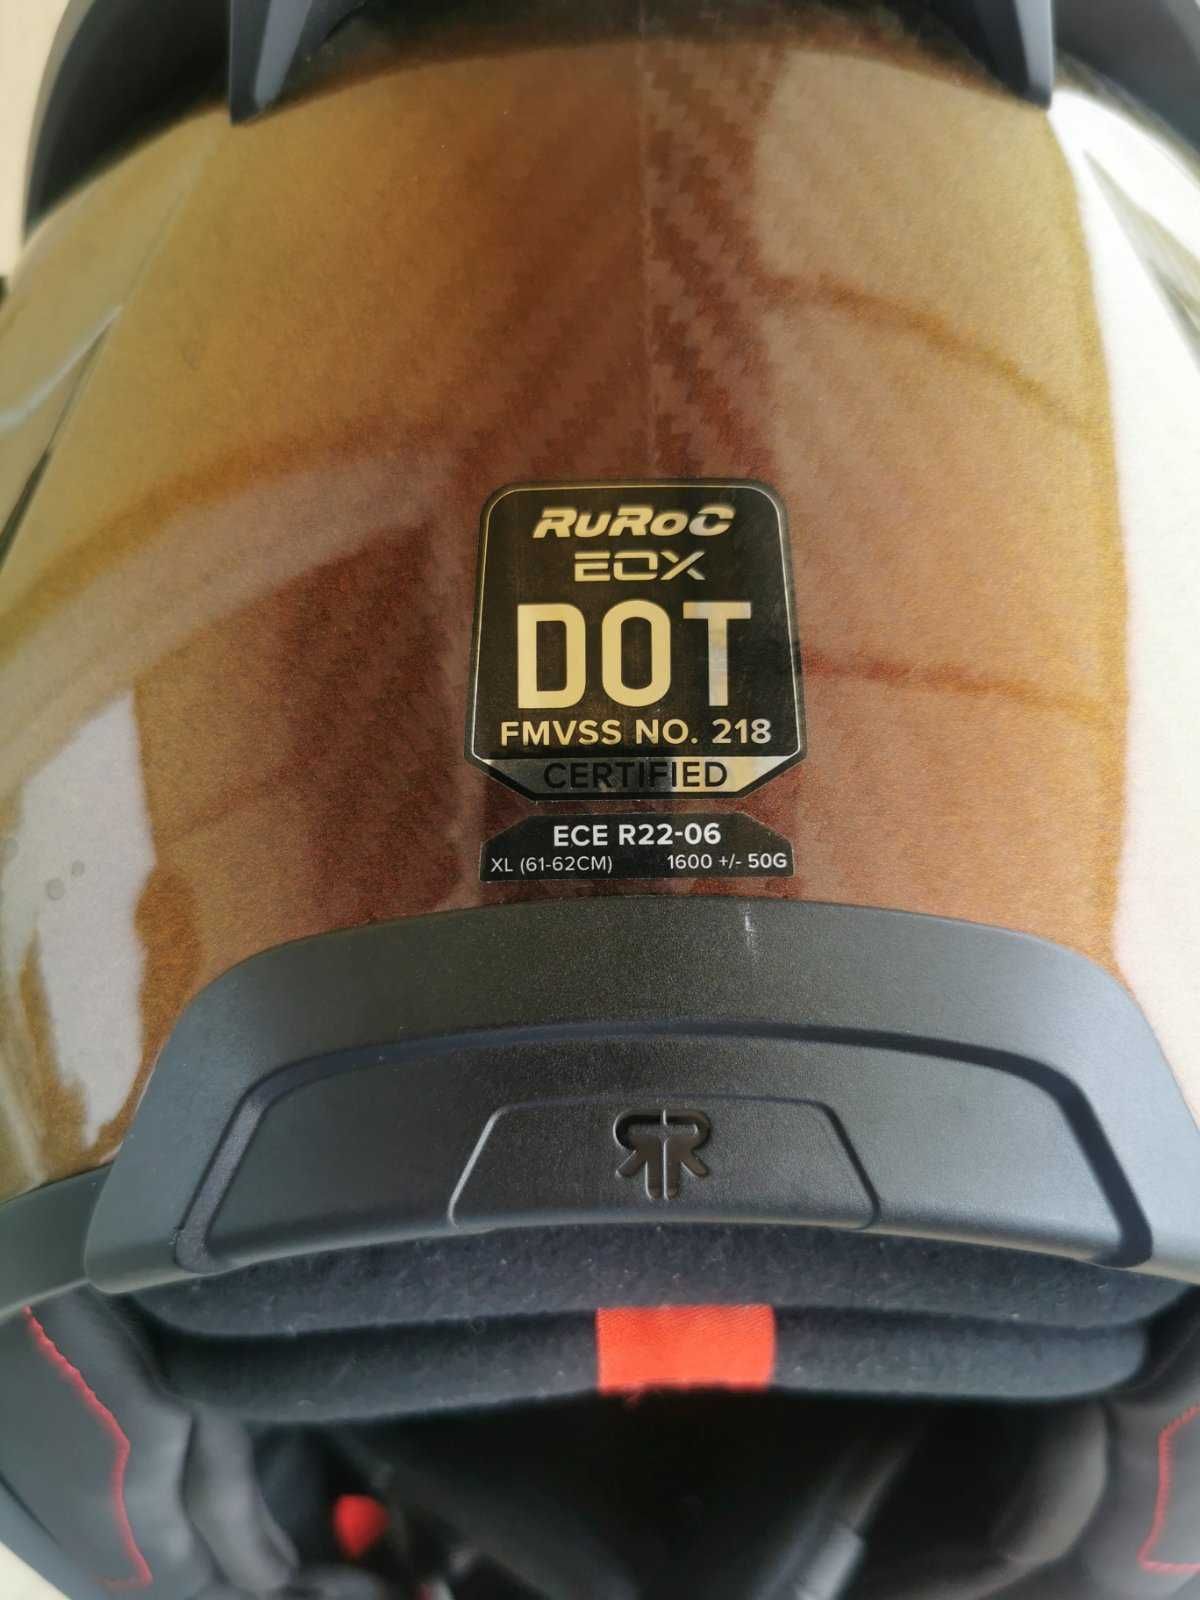 RuRoC
EOX
DOT
FMVSS NO. 218
CERTIFIED
ECE R22-06
XL (61-62CM) 1600 +/- 50G